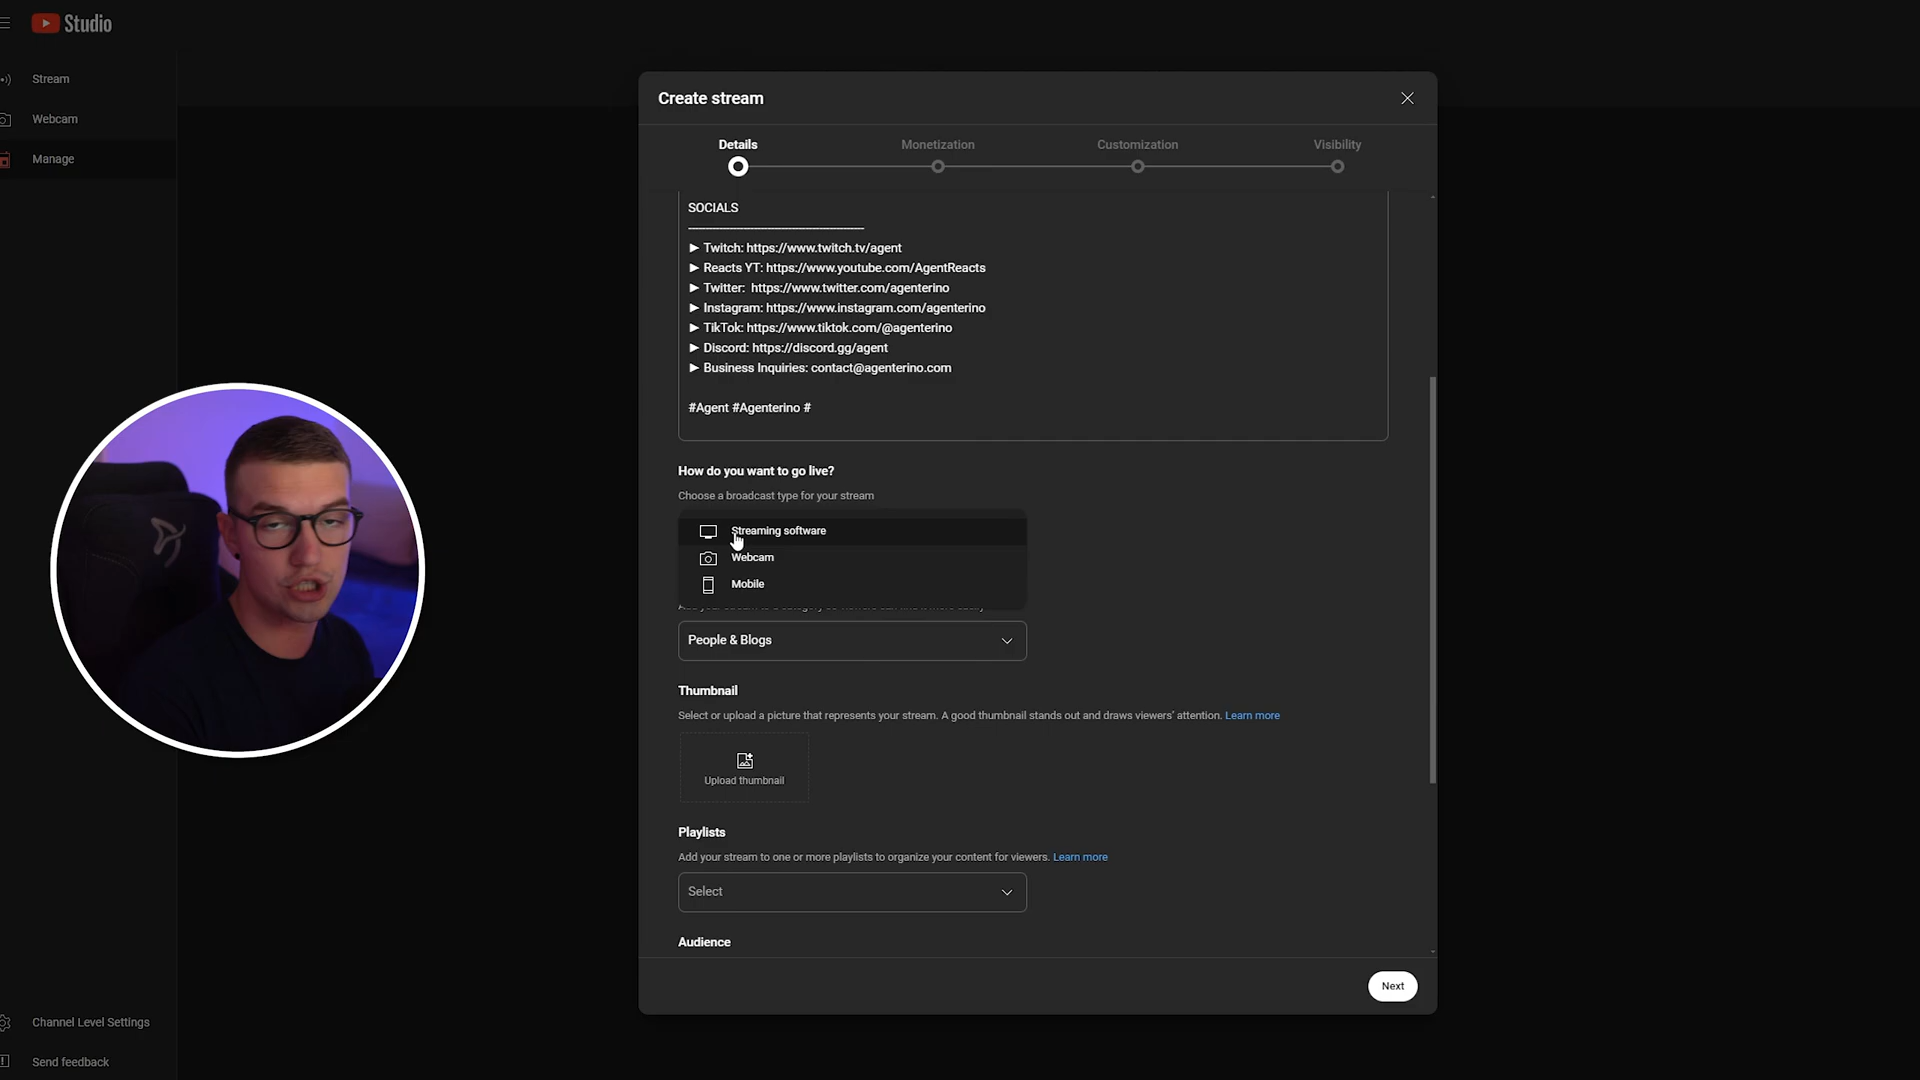 Studio
Stream
Webcam
Manage
Create stream
Details
Monetization
Customization
Visibility
SOCIALS
► Twitch: https://www.twitch.tv/agent
► Reacts YT: https://www.youtube.com/AgentReacts
► Twitter:  https://www.twitter.com/agenterino
► Instagram: https://www.instagram.com/agenterino
► TikTok: https://www.tiktok.com/@agenterino
► Discord: https://discord.gg/agent
► Business Inquiries: contact@agenterino.com
#Agent #Agenterino #
How do you want to go live?
Choose a broadcast type for your stream
Streaming software
Webcam
Mobile
People & Blogs
Thumbnail
Select or upload a picture that represents your stream. A good thumbnail stands out and draws viewers' attention. Learn more
Upload thumbnail
Playlists
Add your stream to one or more playlists to organize your content for viewers. Learn more
Select
Audience
Next
Channel Level Settings
Send feedback